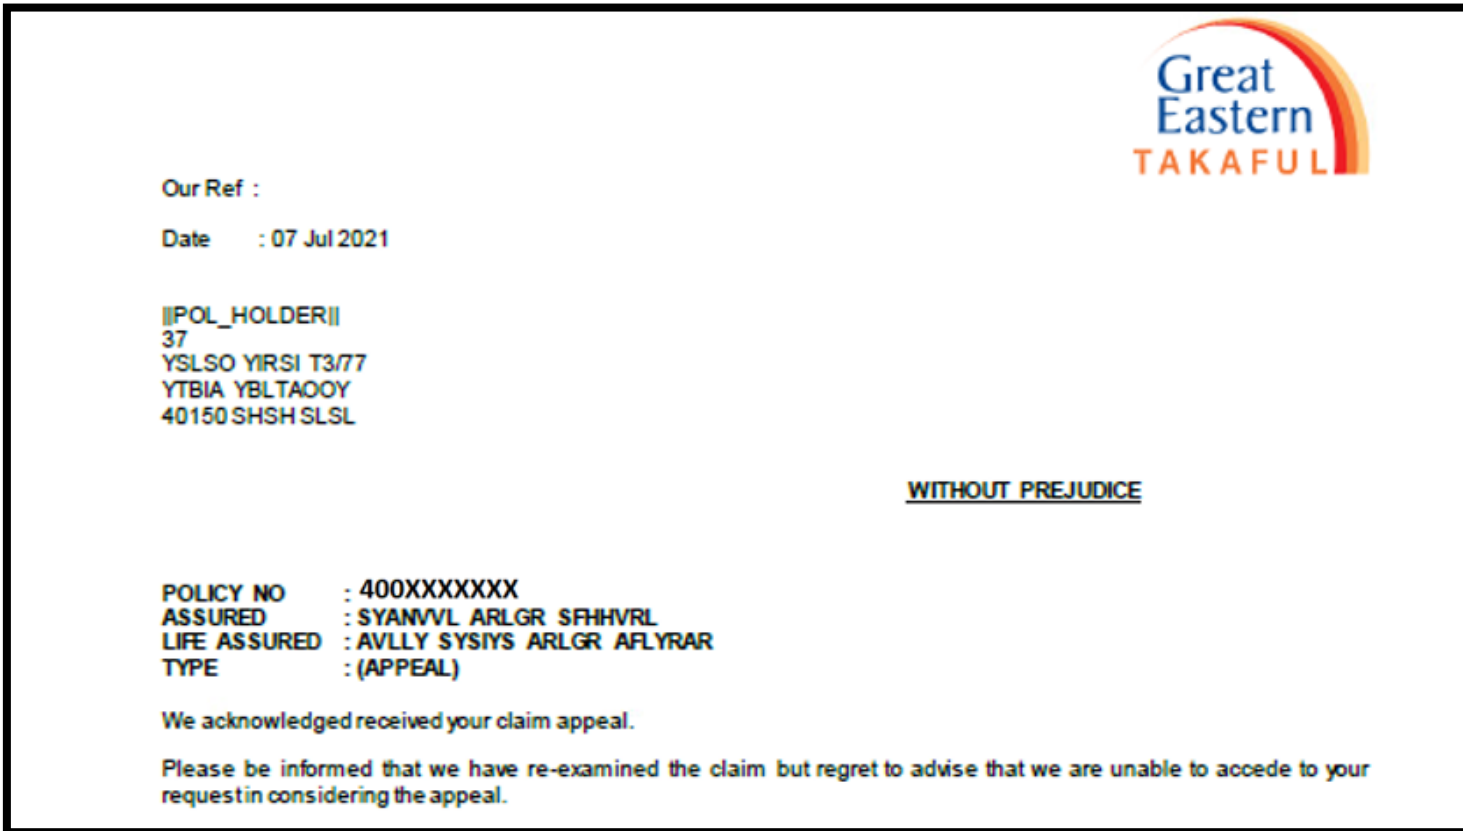 Great
Eastern
TAKAFUL
Our Ref :
Date : 07 Jul 2021
||POL_HOLDER||
37
YSLSO YIRSI T3/77
YTBIA YBLTAOOY
40150 SHSH SLSL
WITHOUT PREJUDICE
POLICY NO : 400XXXXXXX
ASSURED : SYANVVL ARLGR SFHHVRL
LIFE ASSURED : AVLLY SYSIYS ARLGR AFLYRAR
TYPE : (APPEAL)
We acknowledged received your claim appeal.
Please be informed that we have re-examined the claim but regret to advise that we are unable to accede to your
request in considering the appeal.